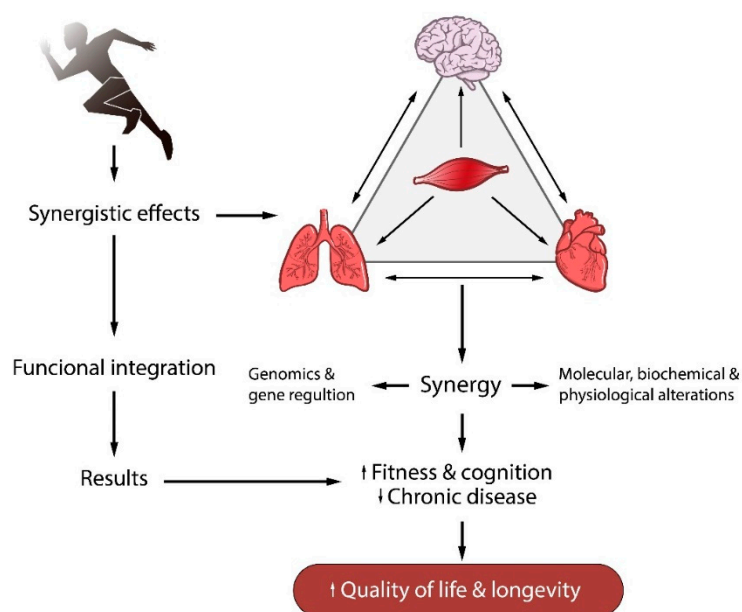 Synergistic effects
Funcional integration
Genomics &
gene regultion
Synergy
Molecular, biochemical &
physiological alterations
Results
↑Fitness & cognition
↓Chronic disease
↑Quality of life & longevity